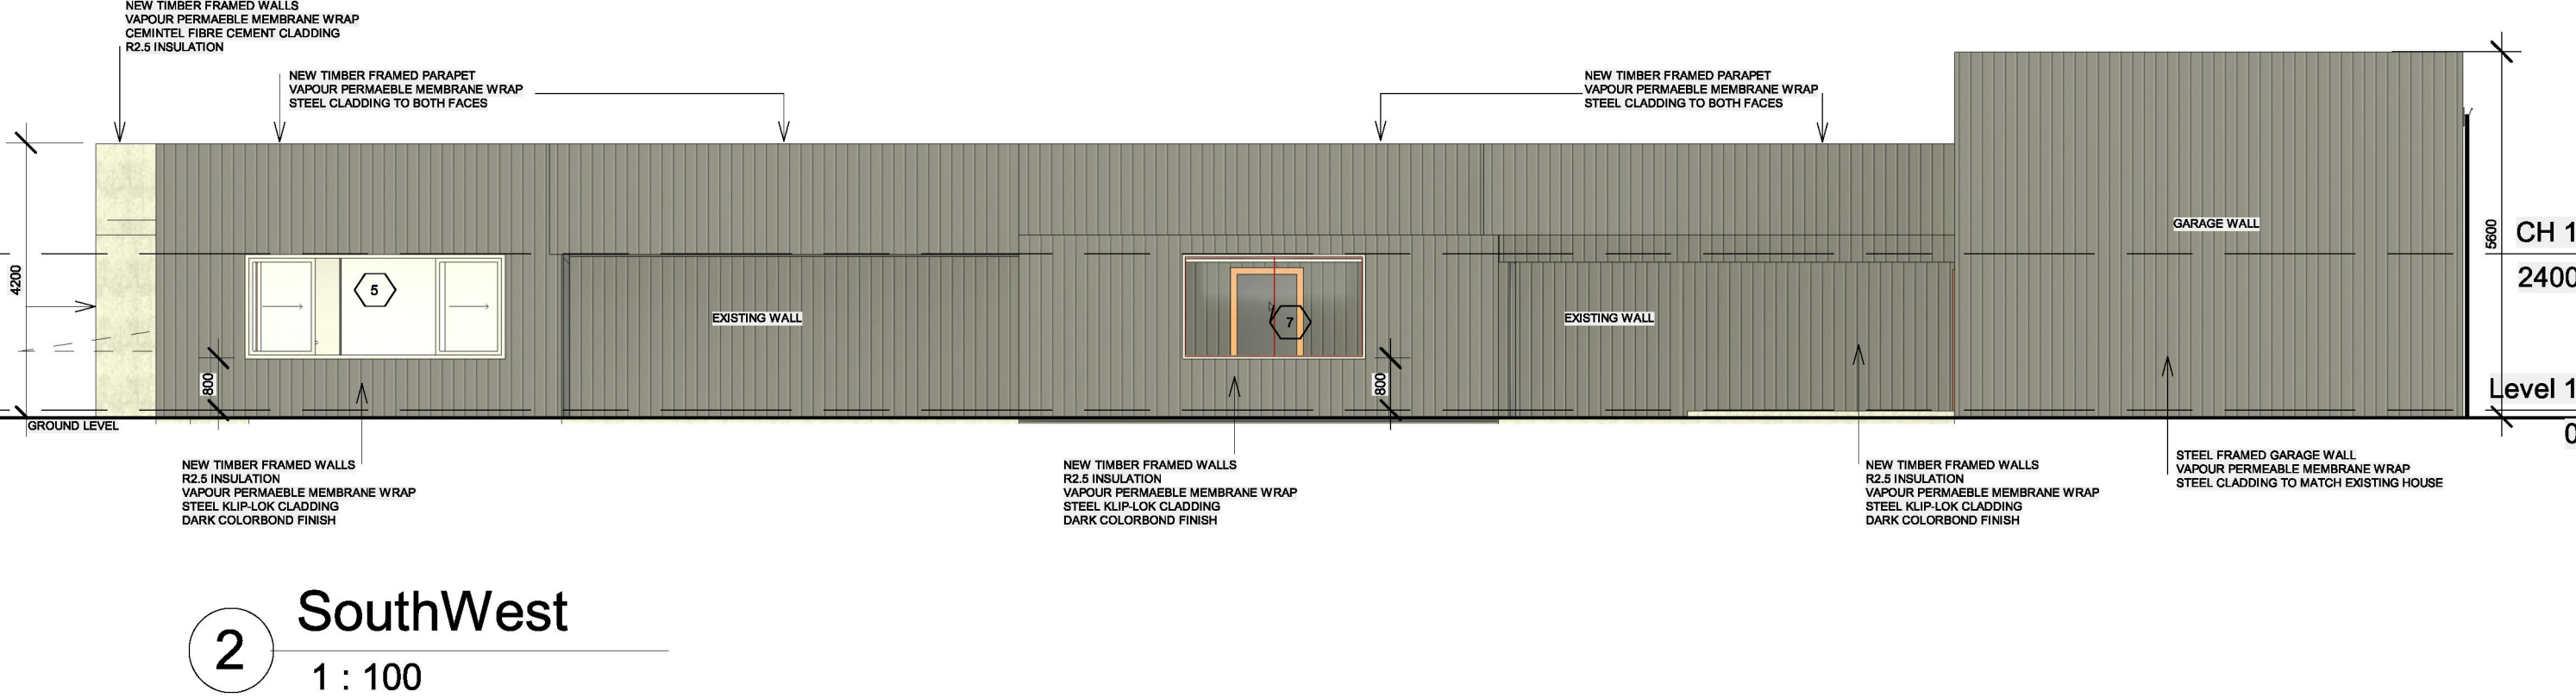 NEW TIMBER FRAMED WALLS
VAPOUR PERMAEBLE MEMBRANE WRAP
CEMINTEL FIBRE CEMENT CLADDING
R2.5 INSULATION
NEW TIMBER FRAMED PARAPET
VAPOUR PERMAEBLE MEMBRANE WRAP
STEEL CLADDING TO BOTH FACES
NEW TIMBER FRAMED PARAPET
VAPOUR PERMAEBLE MEMBRANE WRAP
STEEL CLADDING TO BOTH FACES
GARAGE WALL
5600
CH 1
2400
4200
5
EXISTING WALL
7
EXISTING WALL
800
800
Level 1
0
GROUND LEVEL
NEW TIMBER FRAMED WALLS
R2.5 INSULATION
VAPOUR PERMAEBLE MEMBRANE WRAP
STEEL KLIP-LOK CLADDING
DARK COLORBOND FINISH
NEW TIMBER FRAMED WALLS
R2.5 INSULATION
VAPOUR PERMAEBLE MEMBRANE WRAP
STEEL KLIP-LOK CLADDING
DARK COLORBOND FINISH
NEW TIMBER FRAMED WALLS
R2.5 INSULATION
VAPOUR PERMAEBLE MEMBRANE WRAP
STEEL KLIP-LOK CLADDING
DARK COLORBOND FINISH
STEEL FRAMED GARAGE WALL
VAPOUR PERMEABLE MEMBRANE WRAP
STEEL CLADDING TO MATCH EXISTING HOUSE
2
SouthWest
1 : 100